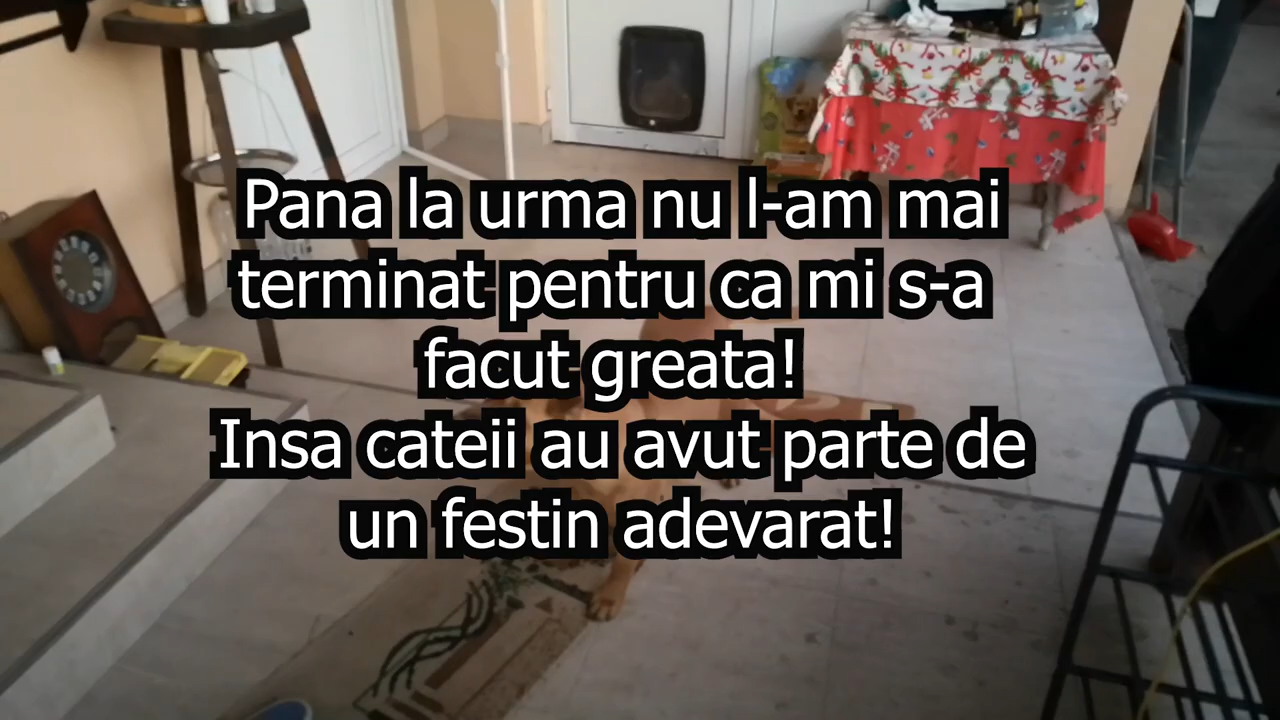 Pana la urma nu l-am mai
terminat pentru ca mi s-a
facut greata!
Insa cateii au avut parte de
un festin adevarat!